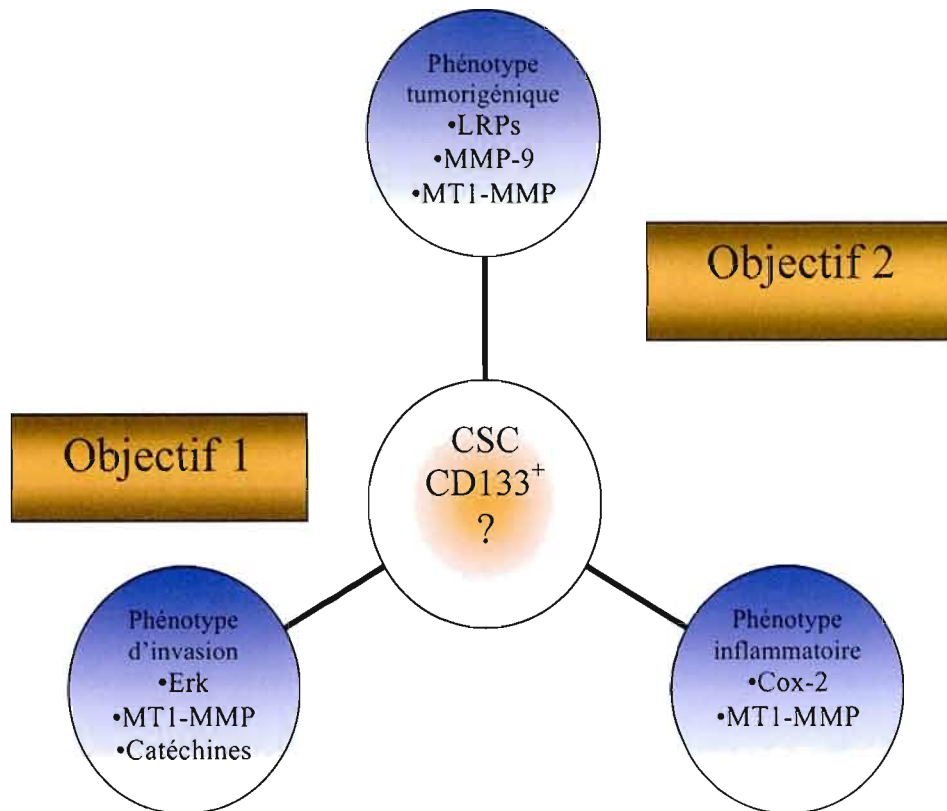 Phénotype
tumorigénique
•LRPs
•MMP-9
•MT1-MMP
Objectif 2
Objectif 1
CSC
CD133+
?
Phénotype
d'invasion
•Erk
•MT1-MMP
•Catéchines
Phénotype
inflammatoire
•Cox-2
•MT1-MMP